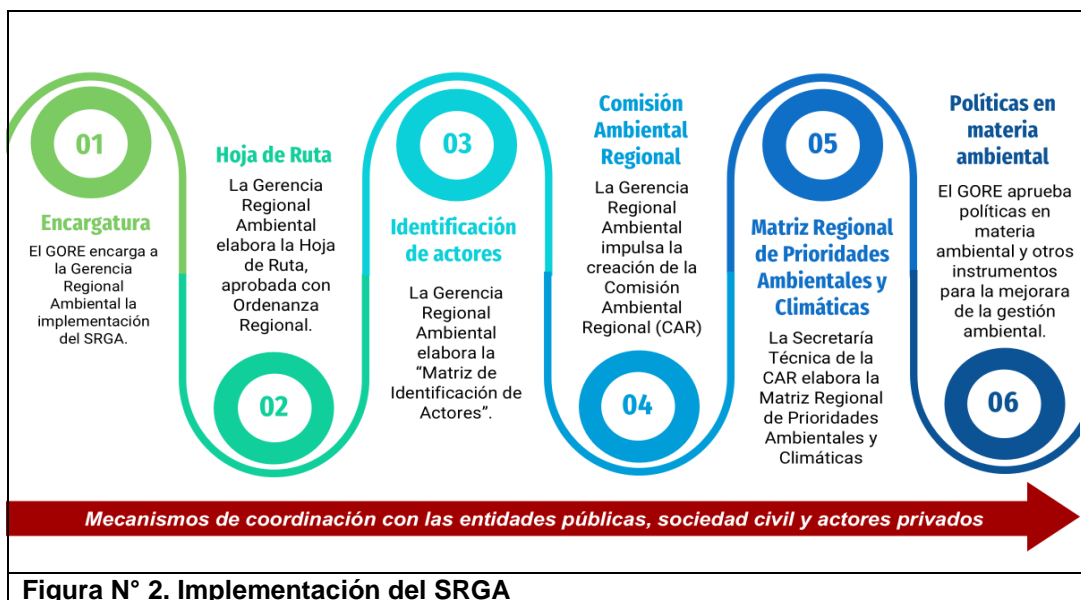 01
Encargatura
El GORE encarga a
la Gerencia
Regional
Ambiental la
implementación
del SRGA.
Hoja de Ruta
La Gerencia
Regional
Ambiental
elabora la Hoja
de Ruta,
aprobada con
Ordenanza
Regional.
02
03
Identificación
de actores
La Gerencia
Regional
Ambiental
elabora la
“Matriz de
Identificación de
Actores”.
Comisión
Ambiental
Regional
La Gerencia
Regional
Ambiental
impulsa la
creación de la
Comisión
Ambiental
Regional (CAR)
04
05
Matriz Regional
de Prioridades
Ambientales y
Climáticas
La Secretaría
Técnica de la
CAR elabora la
Matriz Regional
de Prioridades
Ambientales y
Climáticas
Políticas en
materia
ambiental
El GORE aprueba
políticas en
materia
ambiental y otros
instrumentos
para la mejorara
de la gestión
ambiental.
06
Mecanismos de coordinación con las entidades públicas, sociedad civil y actores privados
Figura N° 2. Implementación del SRGA